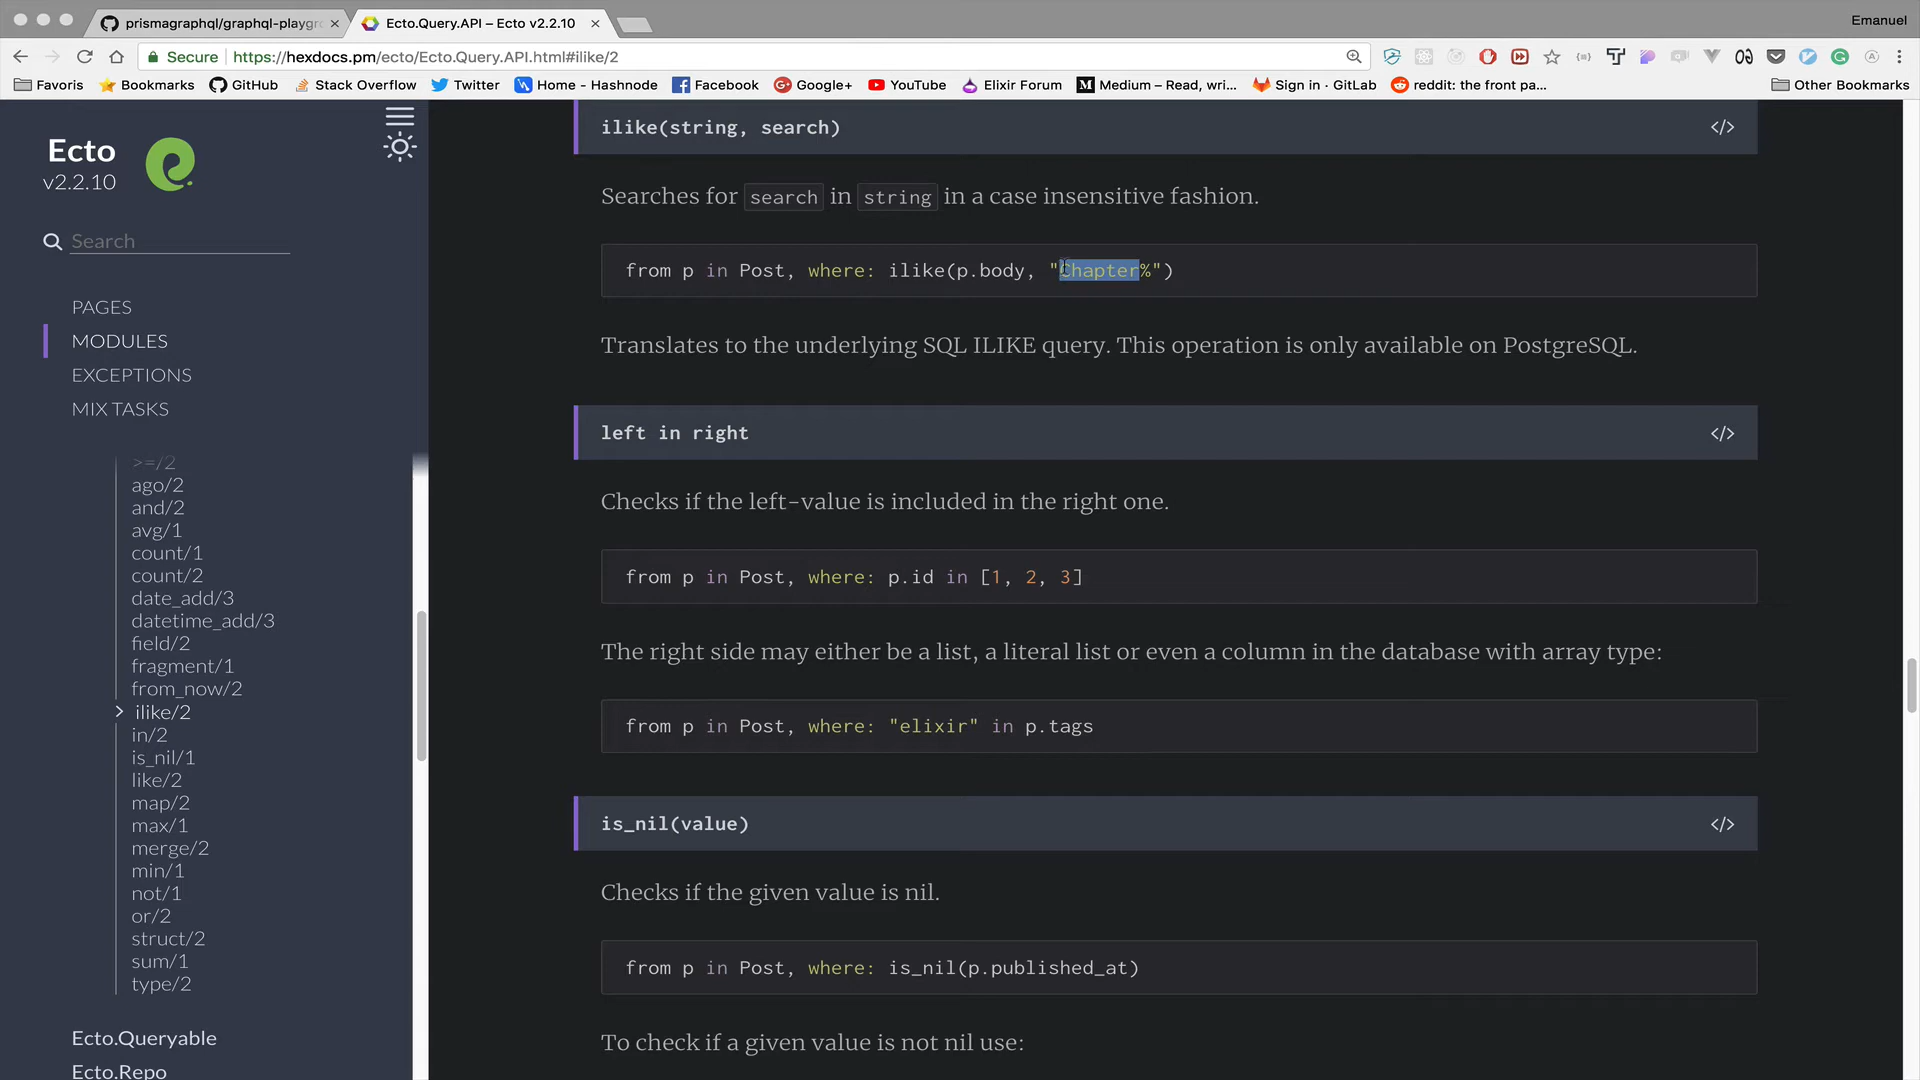 prismagraphql/graphql-playgro
Ecto.Query.API – Ecto v2.2.10
Emanuel
Secure
https://hexdocs.pm/ecto/Ecto.Query.API.html#ilike/2
Favoris
Bookmarks
GitHub
Stack Overflow
Twitter
Home - Hashnode
Facebook
Google+
YouTube
Elixir Forum
Medium – Read, wri...
Sign in · GitLab
reddit: the front pa...
Other Bookmarks
Ecto
v2.2.10
Search
PAGES
MODULES
EXCEPTIONS
MIX TASKS
>=/2
ago/2
and/2
avg/1
count/1
count/2
date_add/3
datetime_add/3
field/2
fragment/1
from_now/2
ilike/2
in/2
is_nil/1
like/2
map/2
max/1
merge/2
min/1
not/1
or/2
struct/2
sum/1
type/2
Ecto.Queryable
Ecto.Repo
ilike(string, search)
</>
Searches for search in string in a case insensitive fashion.
from p in Post, where: ilike(p.body, "Chapter%")
Translates to the underlying SQL ILIKE query. This operation is only available on PostgreSQL.
left in right
</>
Checks if the left-value is included in the right one.
from p in Post, where: p.id in [1, 2, 3]
The right side may either be a list, a literal list or even a column in the database with array type:
from p in Post, where: "elixir" in p.tags
is_nil(value)
</>
Checks if the given value is nil.
from p in Post, where: is_nil(p.published_at)
To check if a given value is not nil use: